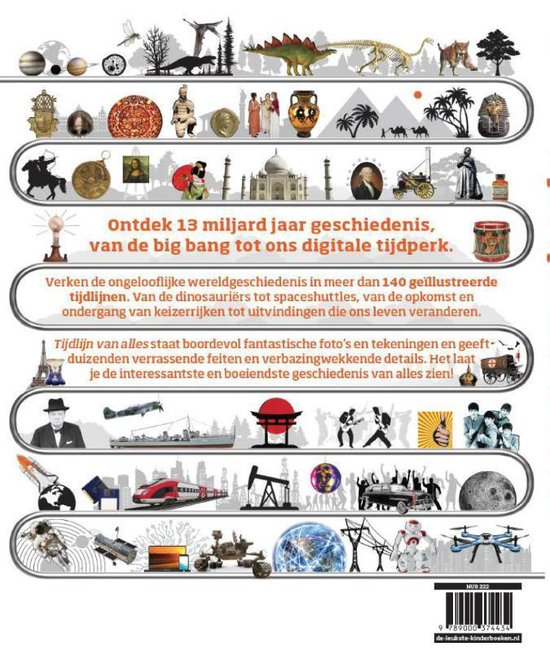 Ontdek 13 miljard jaar geschiedenis,
van de big bang tot ons digitale tijdperk.
Verken de ongelooflijke wereldgeschiedenis in meer dan 140 geïllustreerde
tijdlijnen. Van de dinosauriërs tot spaceshuttles, van de opkomst en
ondergang van keizerrijken tot uitvindingen die ons leven veranderen.
Tijdlijn van alles staat boordevol fantastische foto's en tekeningen en geeft
duizenden verrassende feiten en verbazingwekkende details. Het laat
je de interessantste en boeiendste geschiedenis van alles zien!
NUR 222
9 789000 374434
de-leukste-kinderboeken.nl